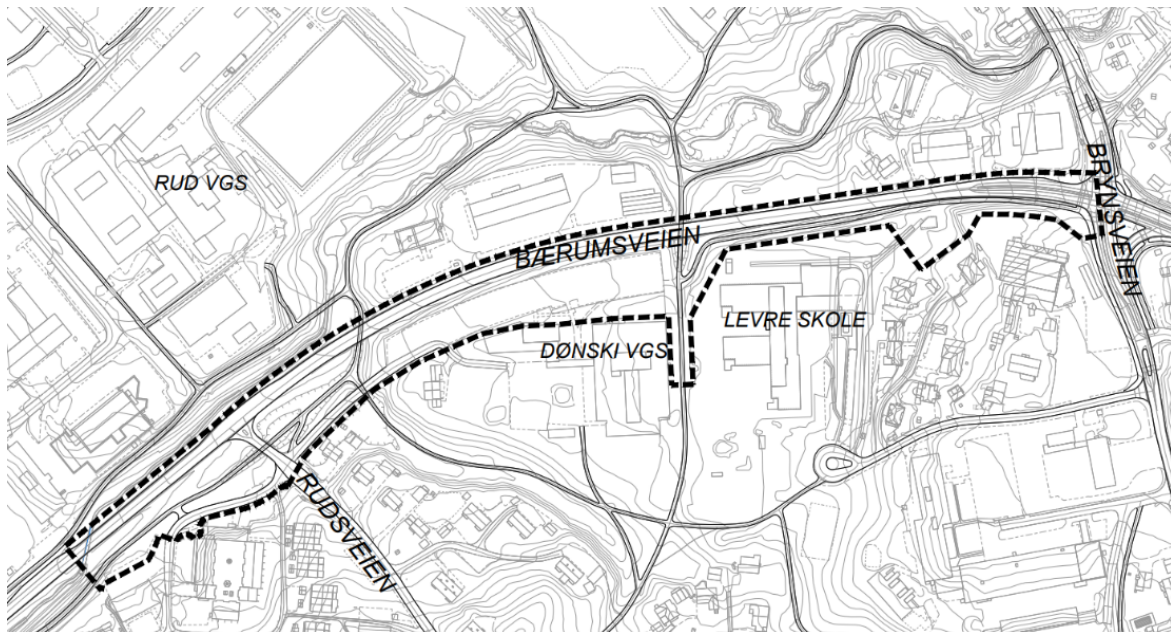 RUD VGS
BÆRUMSVEIEN
BRYNSVEIEN
LEVRE SKOLE
DØNSKI VGS
RUDSVEIEN